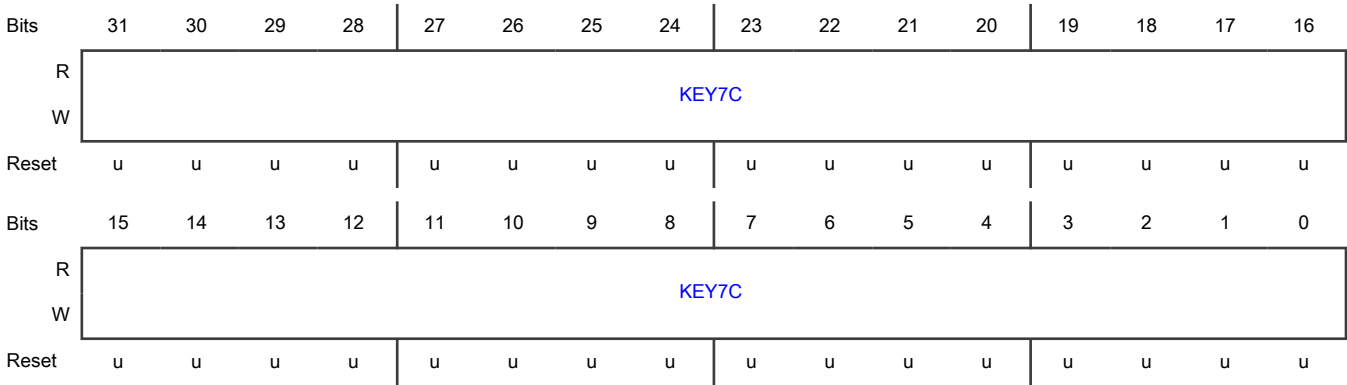 Bits 31 30 29 28 27 26 25 24 23 22 21 20 19 18 17 16
R
KEY7C
W
Reset u u u u u u u u u u u u u u u u
Bits 15 14 13 12 11 10 9 8 7 6 5 4 3 2 1 0
R
KEY7C
W
Reset u u u u u u u u u u u u u u u u